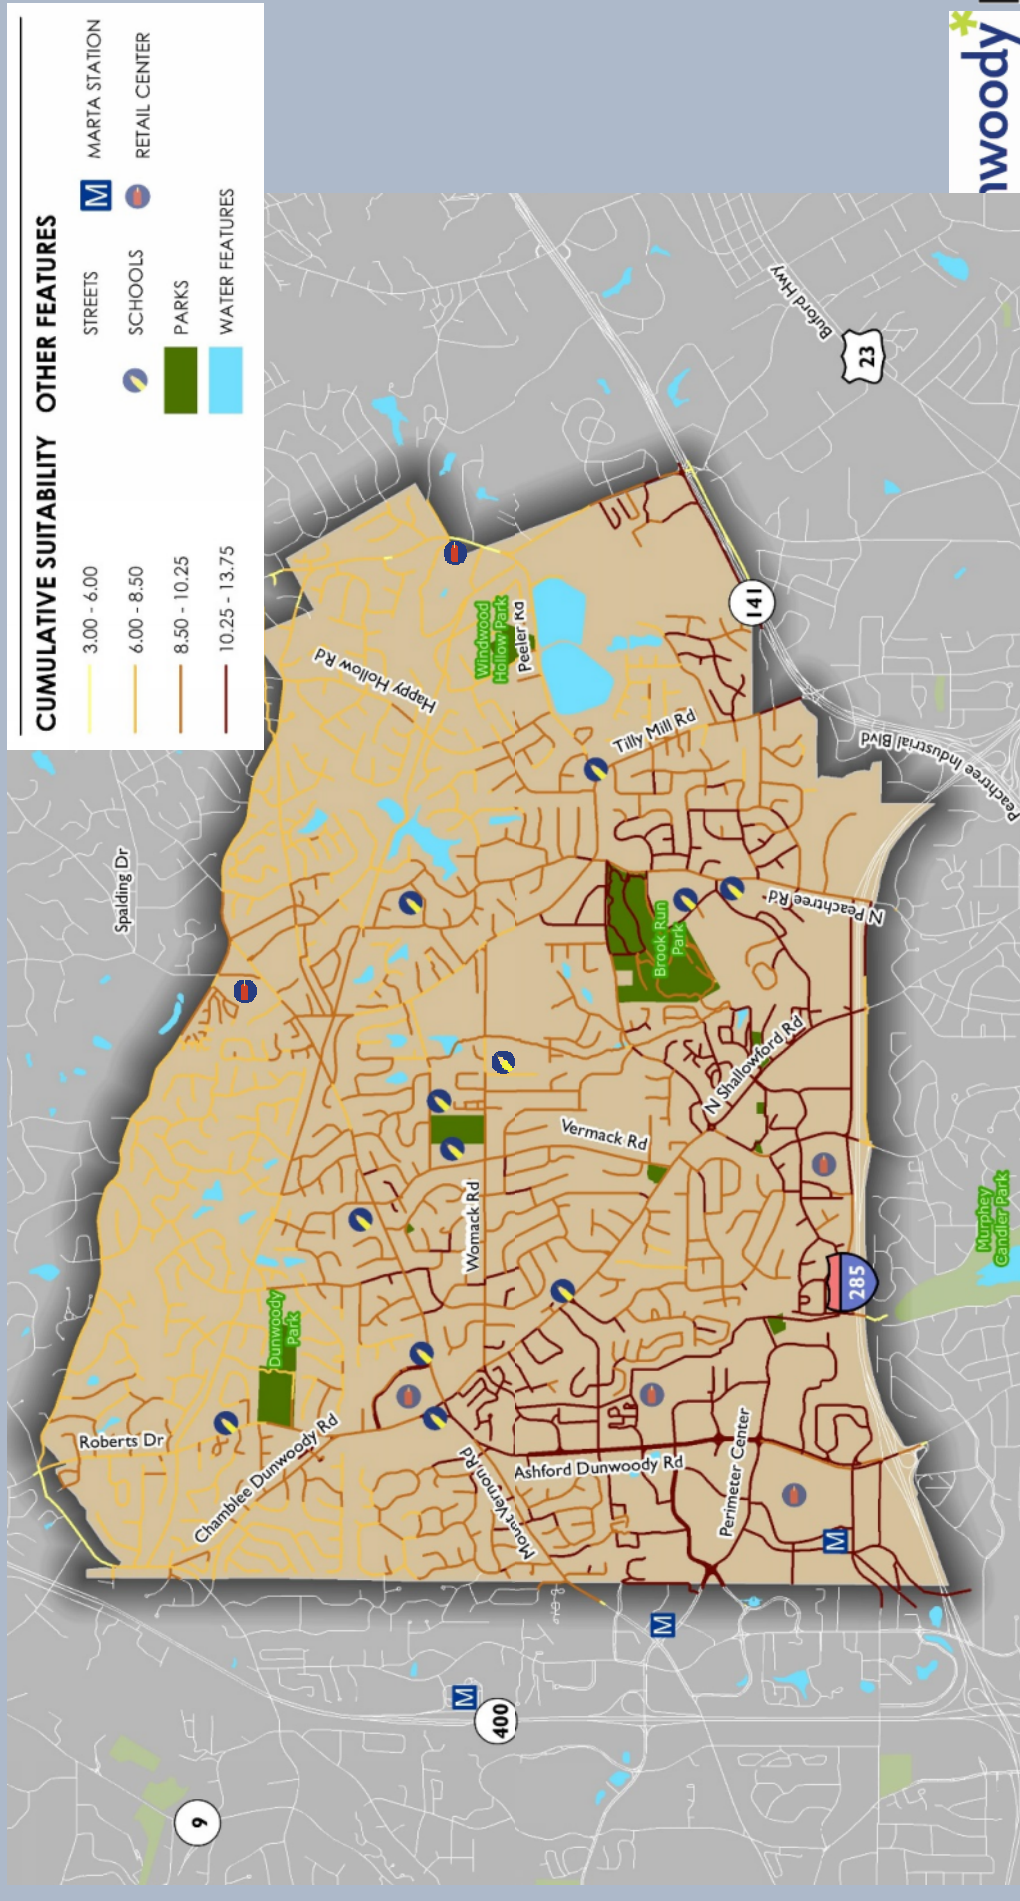 CUMULATIVE SUITABILITY
3.00 - 6.00
6.00 - 8.50
8.50 - 10.25
10.25 - 13.75
OTHER FEATURES
STREETS
SCHOOLS
PARKS
WATER FEATURES
M MARTA STATION
RETAIL CENTER
nwoody
Spalding Dr
Happy Hollow Rd
Windwood
Hollow Park
Peeler Rd
Tilly Mill Rd
Buford Hwy
23
141
Peachtree Industrial Blvd
N Peachtree Rd
Brook Run
Park
N Shallowford Rd
Vermack Rd
Womack Rd
Dunwoody
Park
Roberts Dr
Chamblee Dunwoody Rd
Mount Vernon Rd
Ashford Dunwoody Rd
Perimeter Center
285
Murphey
Candler Park
M
M
M
400
9